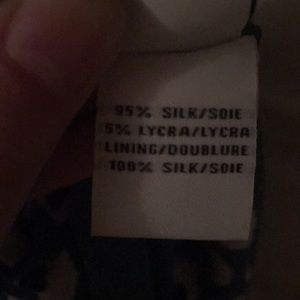 95% SILK/SOIE
5% LYCRA/LYCRA
LINING/DOUBLURE
100% SILK/SOIE